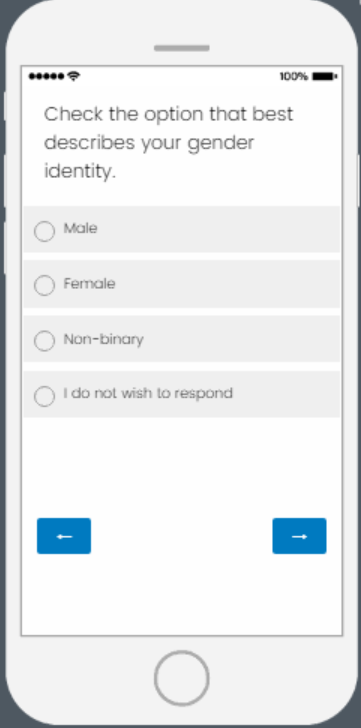 100%
Check the option that best
describes your gender
identity.
Male
Female
Non-binary
I do not wish to respond
← →